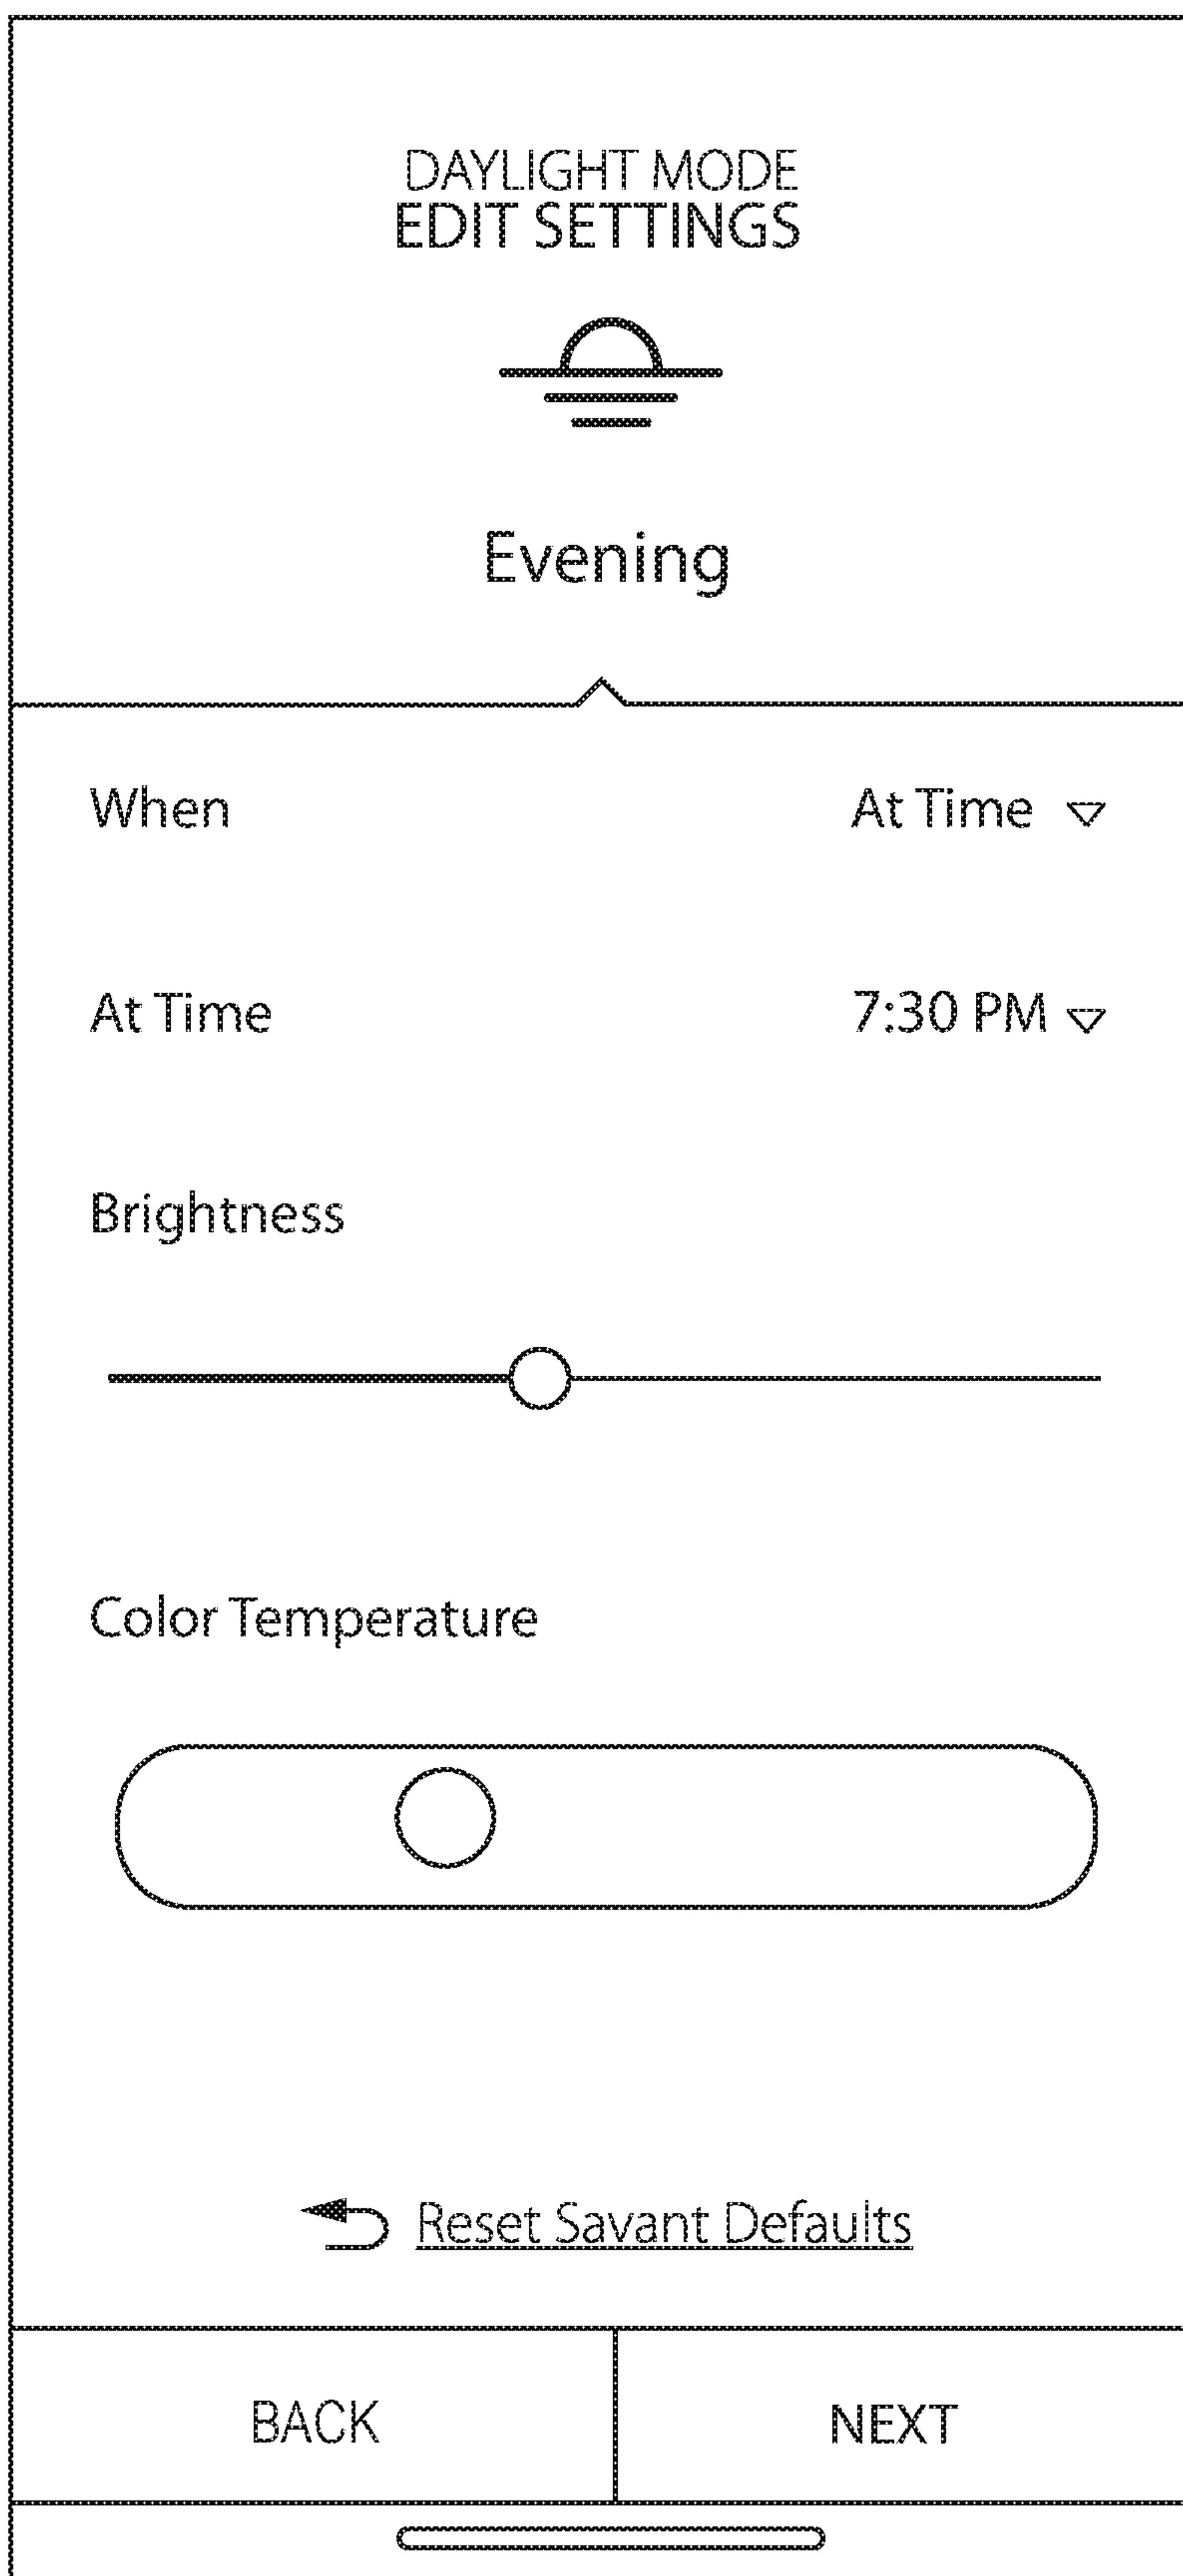 DAYLIGHT MODE
EDIT SETTINGS
Evening
When At Time
At Time 7:30 PM
Brightness
Color Temperature
Reset Savant Defaults
BACK NEXT